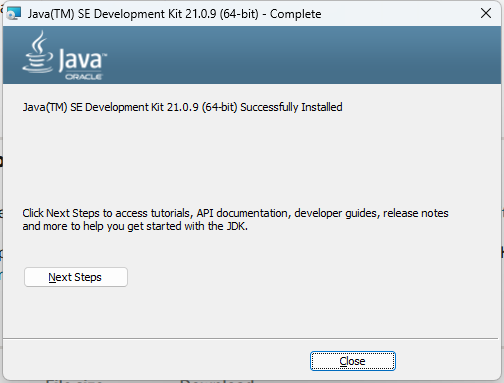 Java(TM) SE Development Kit 21.0.9 (64-bit) - Complete
Java™
ORACLE
Java(TM) SE Development Kit 21.0.9 (64-bit) Successfully Installed
Click Next Steps to access tutorials, API documentation, developer guides, release notes
and more to help you get started with the JDK.
Next Steps
Close